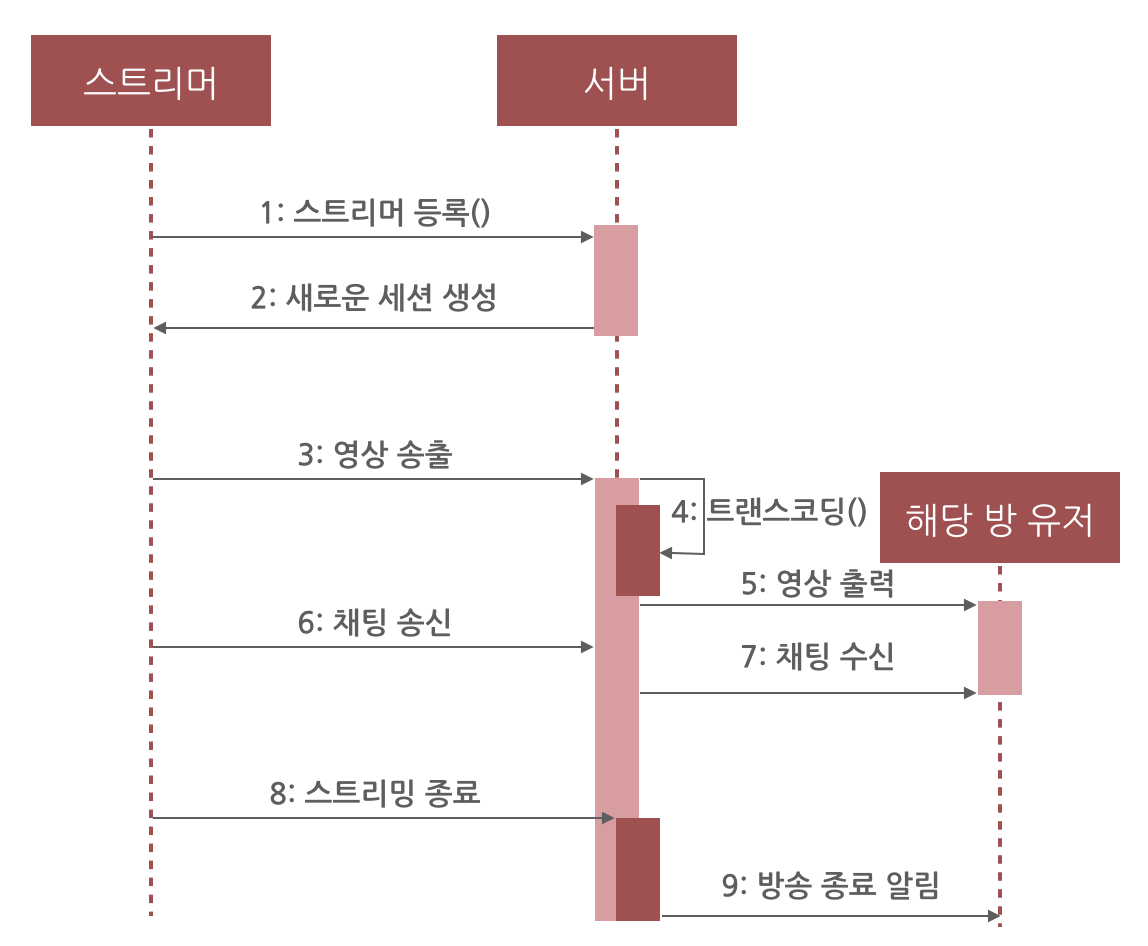 스트리머
서버
1: 스트리머 등록()
2: 새로운 세션 생성
3: 영상 송출
4: 트랜스코딩()
해당 방 유저
5: 영상 출력
6: 채팅 송신
7: 채팅 수신
8: 스트리밍 종료
9: 방송 종료 알림